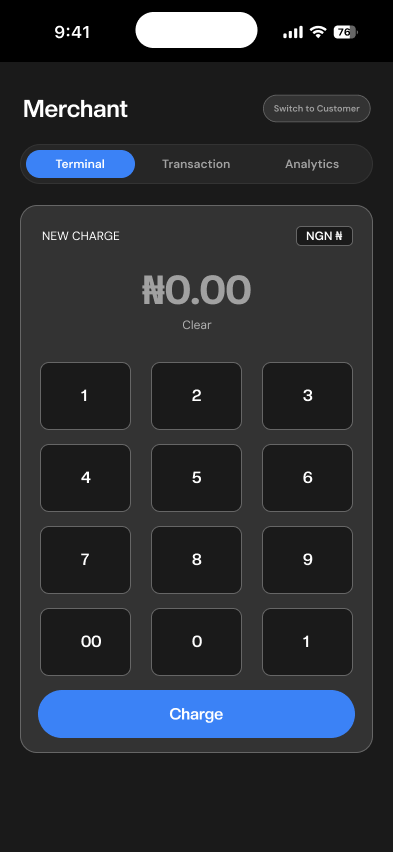 9:41
76
Merchant
Switch to Customer
Terminal
Transaction
Analytics
NEW CHARGE
NGN ₦
₦0.00
Clear
1
2
3
4
5
6
7
8
9
00
0
1
Charge